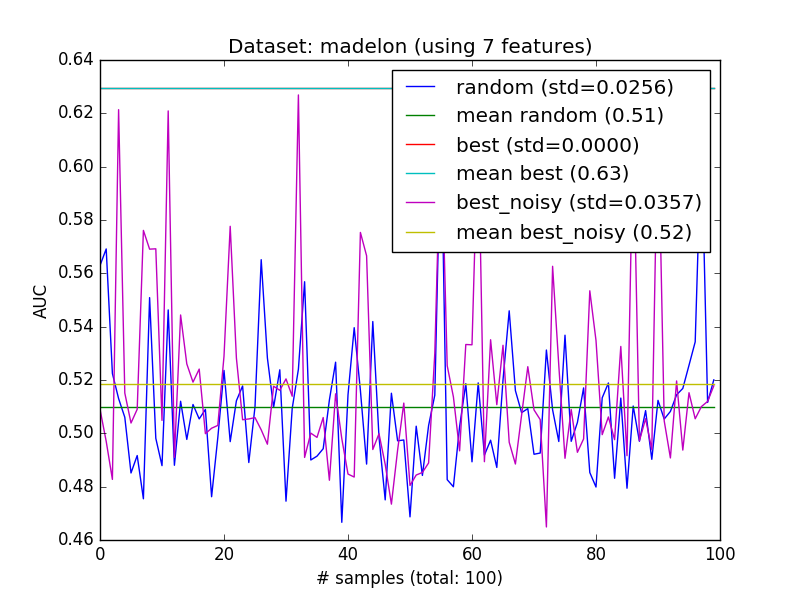 Dataset: madelon (using 7 features)
0.64
0.62
0.60
0.58
0.56
0.54
0.52
0.50
0.48
0.46
AUC
random (std=0.0256)
mean random (0.51)
best (std=0.0000)
mean best (0.63)
best_noisy (std=0.0357)
mean best_noisy (0.52)
0 20 40 60 80 100
# samples (total: 100)